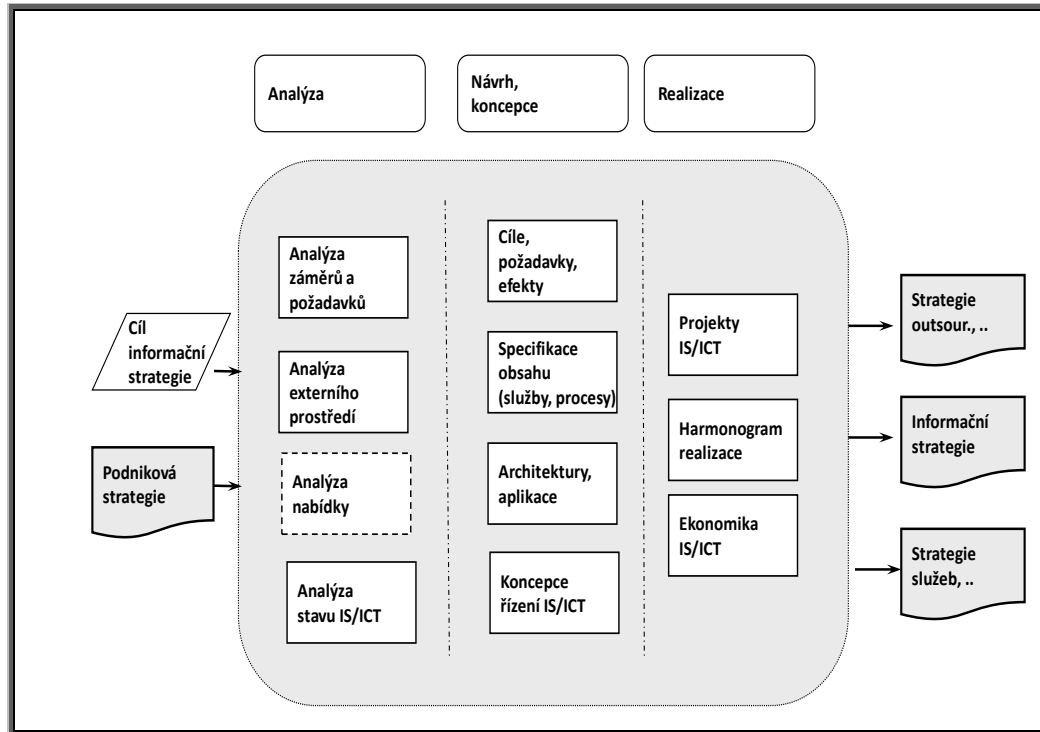 Analýza
Návrh,
koncepce
Realizace
Cíl
informační
strategie
Podniková
strategie
Analýza
záměrů a
požadavků
Analýza
externího
prostředí
Analýza
nabídky
Analýza
stavu IS/ICT
Cíle,
požadavky,
efekty
Specifikace
obsahu
(služby, procesy)
Architektury,
aplikace
Koncepce
řízení IS/ICT
Projekty
IS/ICT
Harmonogram
realizace
Ekonomika
IS/ICT
Strategie
outsour., ..
Informační
strategie
Strategie
služeb, ..